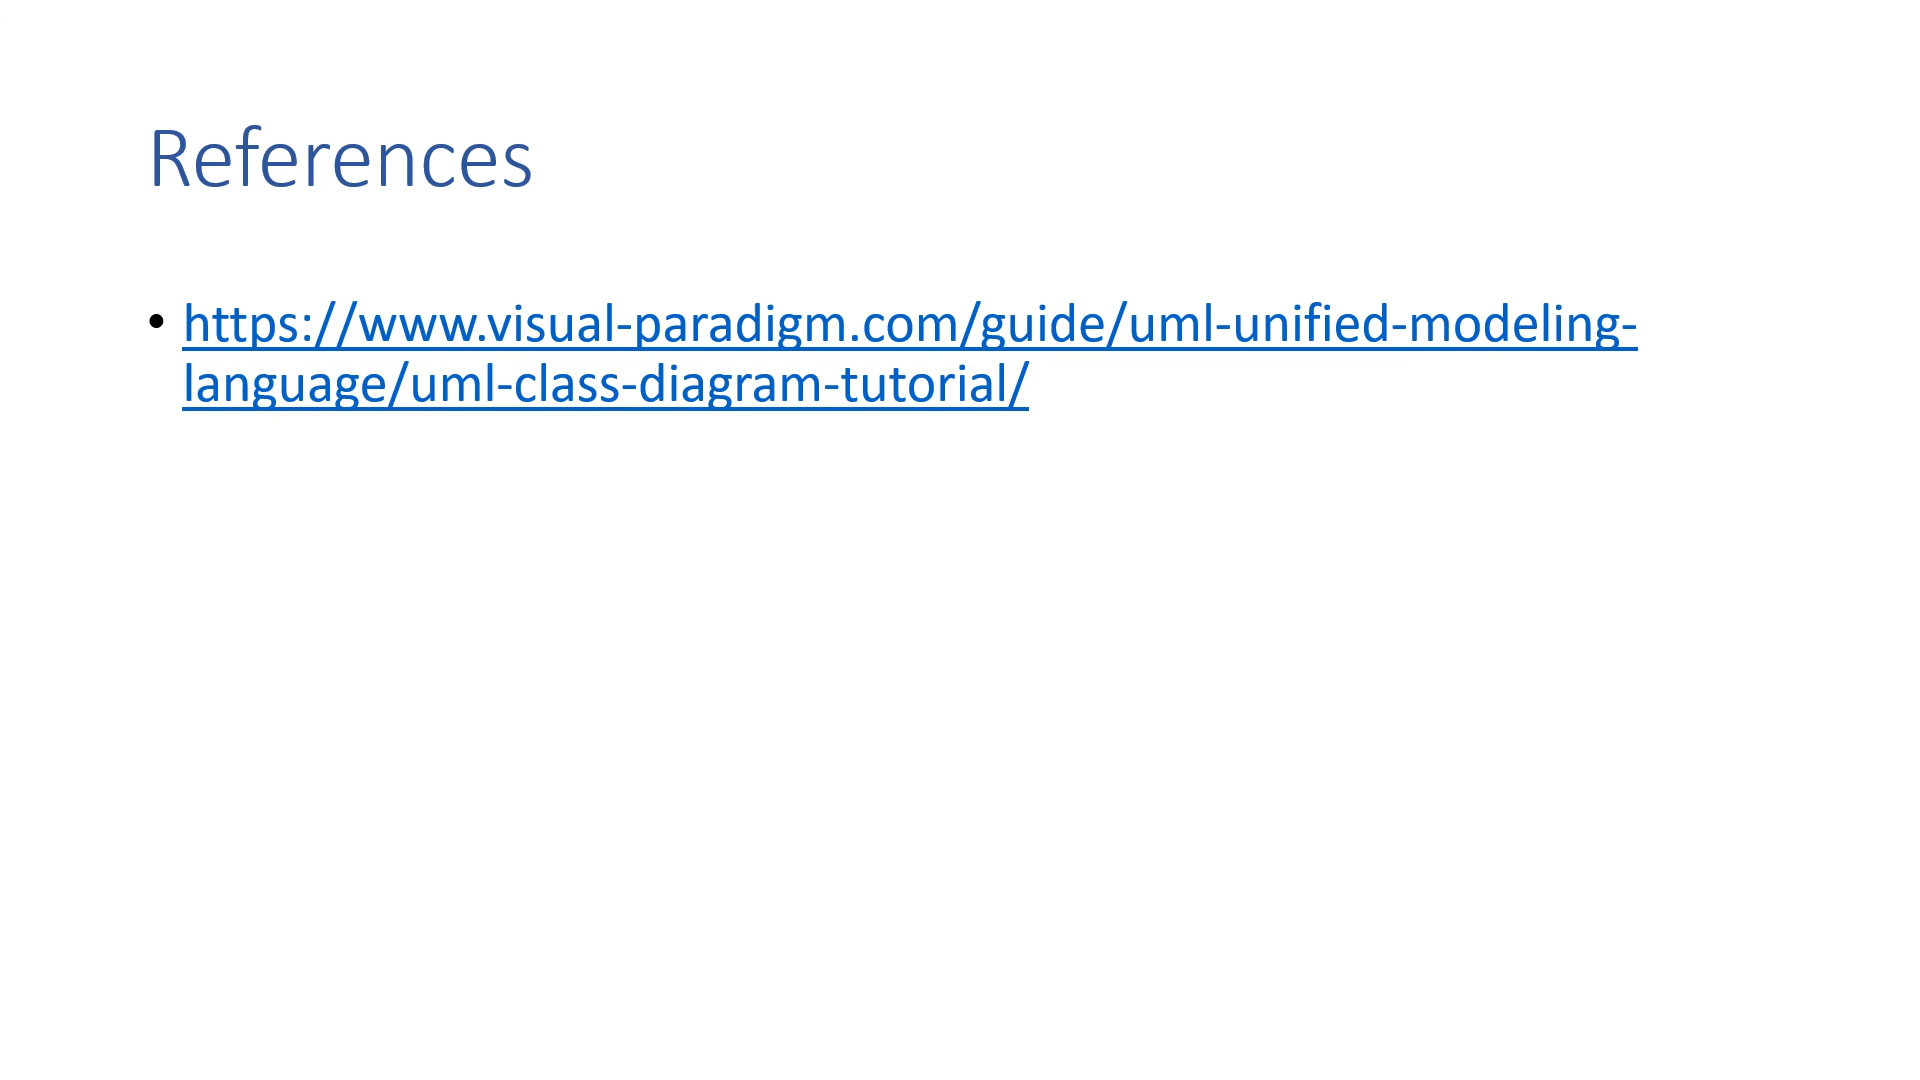 References
• https://www.visual-paradigm.com/guide/uml-unified-modeling-
language/uml-class-diagram-tutorial/